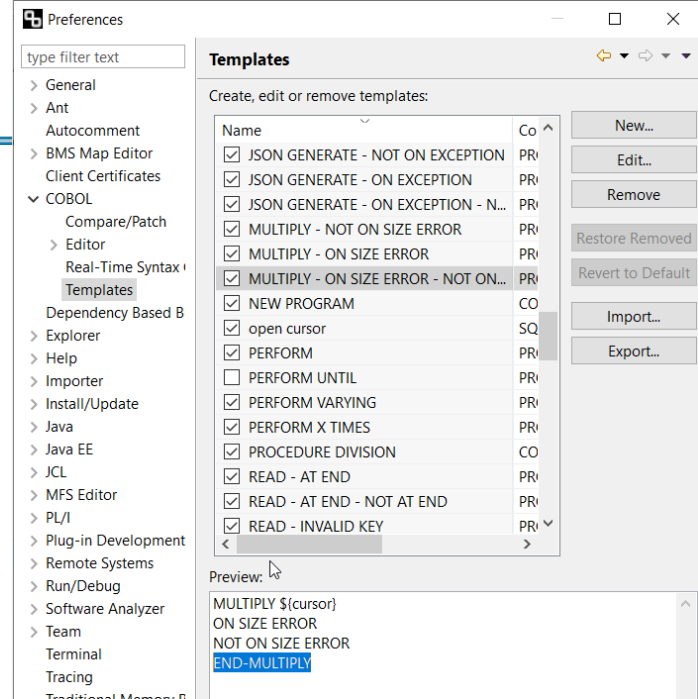 Preferences
type filter text
General
Ant
Autocomment
BMS Map Editor
Client Certificates
COBOL
Compare/Patch
Editor
Real-Time Syntax
Templates
Dependency Based B
Explorer
Help
Importer
Install/Update
Java
Java EE
JCL
MFS Editor
PL/I
Plug-in Development
Remote Systems
Run/Debug
Software Analyzer
Team
Terminal
Tracing
Templates
Create, edit or remove templates:
Name Co
JSON GENERATE - NOT ON EXCEPTION PR
JSON GENERATE - ON EXCEPTION PR
JSON GENERATE - ON EXCEPTION - N... PR
MULTIPLY - NOT ON SIZE ERROR PR
MULTIPLY - ON SIZE ERROR PR
MULTIPLY - ON SIZE ERROR - NOT ON... PR
NEW PROGRAM CO
open cursor SQ
PERFORM PR
PERFORM UNTIL PR
PERFORM VARYING PR
PERFORM X TIMES PR
PROCEDURE DIVISION CO
READ - AT END PR
READ - AT END - NOT AT END PR
READ - INVALID KEY PR
New...
Edit...
Remove
Restore Removed
Revert to Default
Import...
Export...
Preview:
MULTIPLY ${cursor}
ON SIZE ERROR
NOT ON SIZE ERROR
END-MULTIPLY